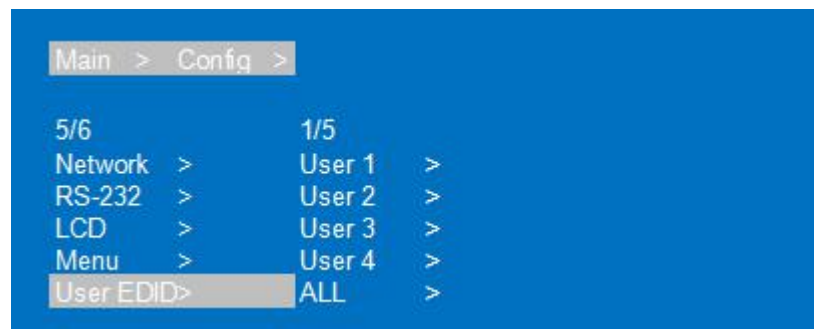 Main > Config >
5/6 1/5
Network > User 1 >
RS-232 > User 2 >
LCD > User 3 >
Menu > User 4 >
User EDID> ALL >